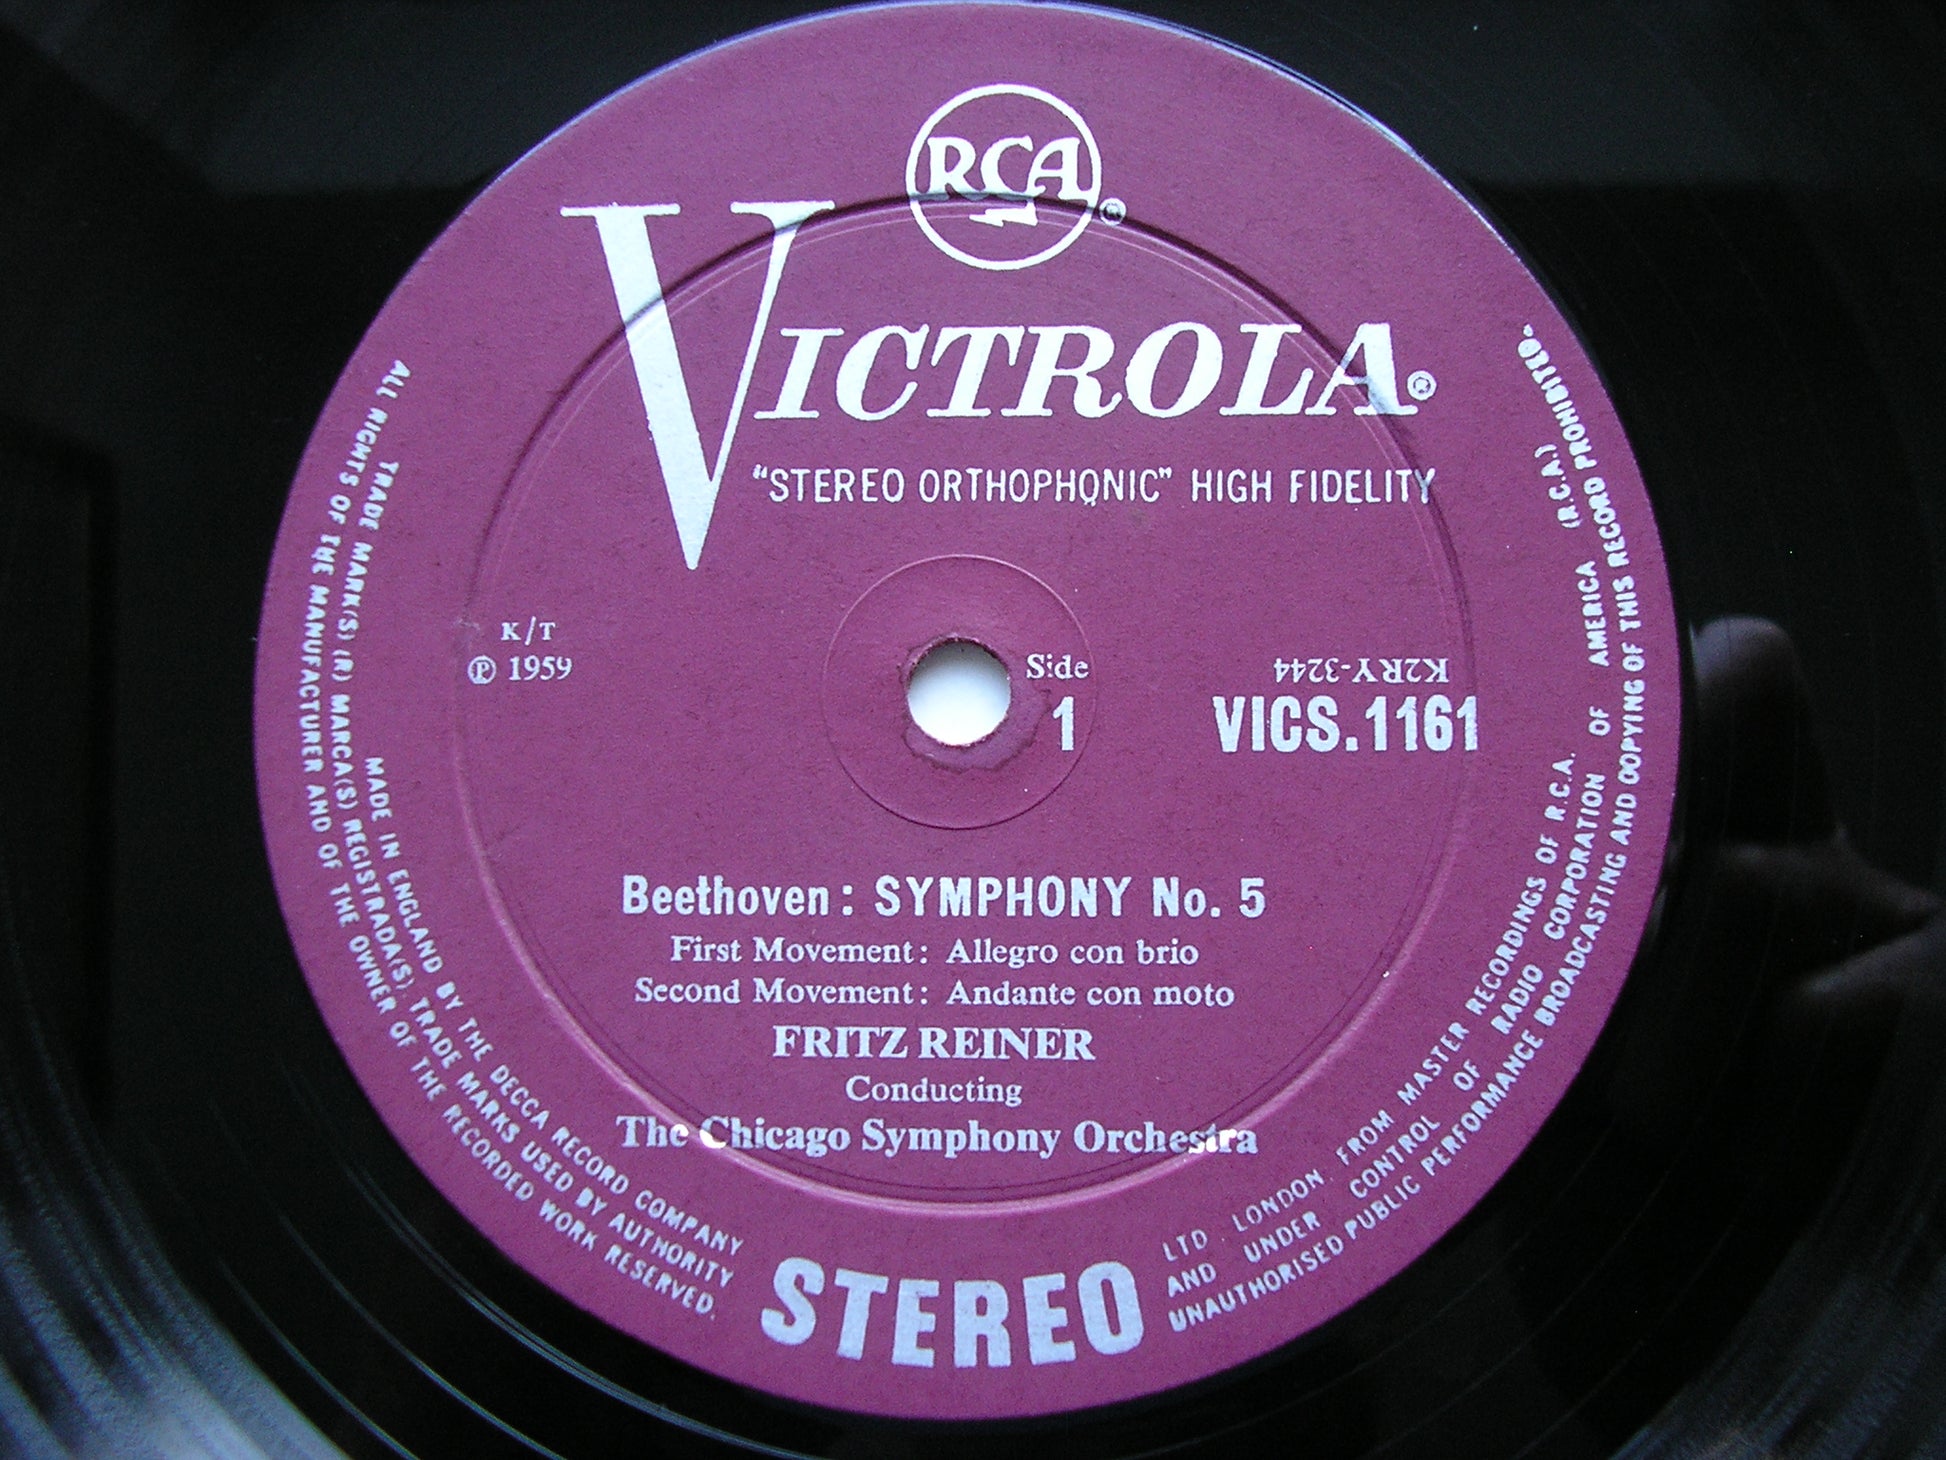 RCA ®
VICTROLA ®
"STEREO ORTHOPHONIC" HIGH FIDELITY
K/T
℗ 1959
Side
1
K2RY-3244
VICS.1161
Beethoven: SYMPHONY No. 5
First Movement: Allegro con brio
Second Movement: Andante con moto
FRITZ REINER
Conducting
The Chicago Symphony Orchestra
STEREO
MADE IN ENGLAND BY THE DECCA RECORD COMPANY LTD LONDON FROM MASTER RECORDINGS OF R.C.A.
TRADE MARK(S) (R) MARCA(S) REGISTRADA(S). TRADE MARKS USED BY AUTHORITY AND UNDER CONTROL OF RADIO CORPORATION OF AMERICA (R.C.A.)
ALL RIGHTS OF THE MANUFACTURER AND OF THE OWNER OF THE RECORDED WORK RESERVED. UNAUTHORISED PUBLIC PERFORMANCE BROADCASTING AND COPYING OF THIS RECORD PROHIBITED.